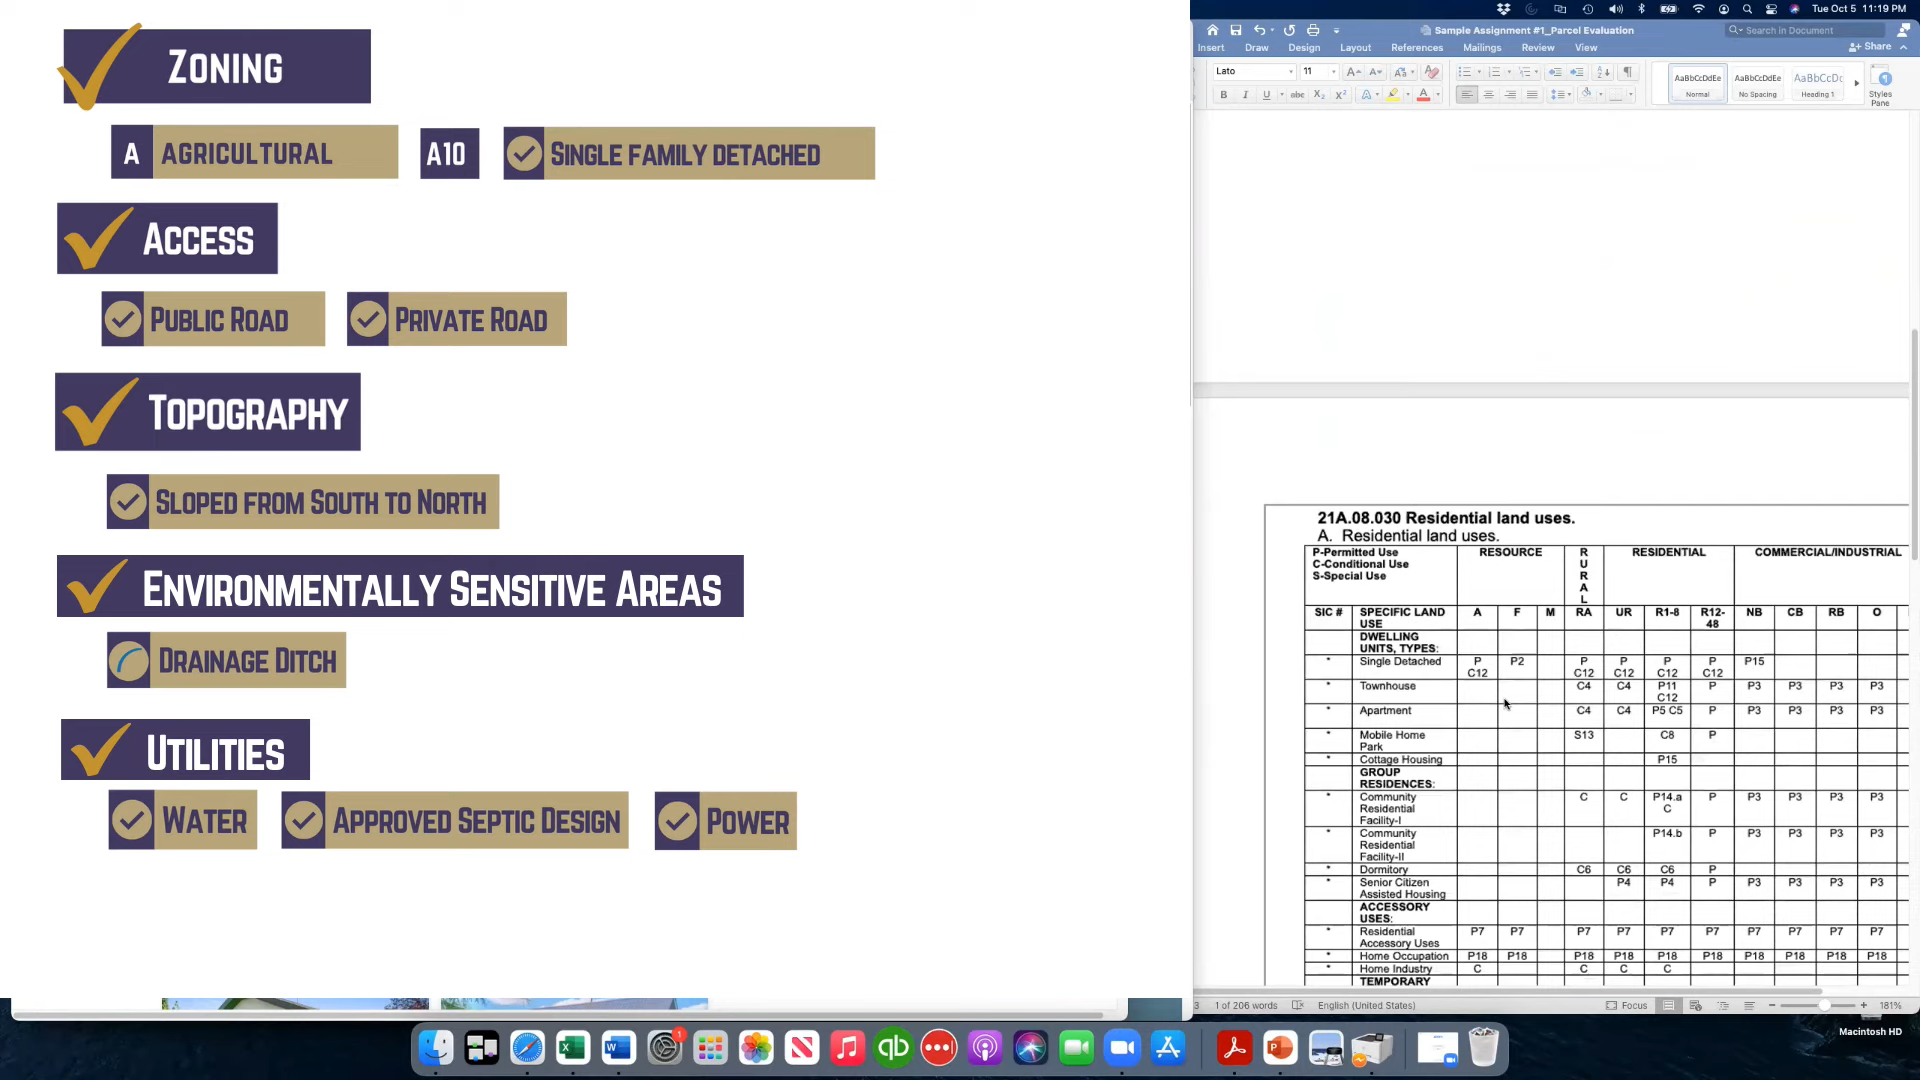 ZONING
A AGRICULTURAL A10 SINGLE FAMILY DETACHED
ACCESS
PUBLIC ROAD PRIVATE ROAD
TOPOGRAPHY
SLOPED FROM SOUTH TO NORTH
ENVIRONMENTALLY SENSITIVE AREAS
DRAINAGE DITCH
UTILITIES
WATER APPROVED SEPTIC DESIGN POWER
Tue Oct 5 11:19 PM
Sample Assignment #1_Parcel Evaluation
Search in Document
Insert Draw Design Layout References Mailings Review View
Share
Lato 11
AaBbCcDdEe AaBbCcDdEe AaBbCcDc
Normal No Spacing Heading 1
Styles
Pane
21A.08.030 Residential land uses.
A. Residential land uses.
P-Permitted Use RESOURCE R RESIDENTIAL COMMERCIAL/INDUSTRIAL
C-Conditional Use U
S-Special Use R
A
L
SIC # SPECIFIC LAND A F M RA UR R1-8 R12- NB CB RB O
USE 48
DWELLING
UNITS, TYPES:
* Single Detached P P2 P P P P P15
C12 C12 C12 C12 C12
* Townhouse C4 C4 P11 P P3 P3 P3 P3
C12
* Apartment C4 C4 P5 C5 P P3 P3 P3 P3
* Mobile Home S13 C8 P
Park
* Cottage Housing P15
GROUP
RESIDENCES:
* Community C C P14.a P P3 P3 P3 P3
Residential C
Facility-I
* Community P14.b P P3 P3 P3 P3
Residential
Facility-II
* Dormitory C6 C6 C6 P
* Senior Citizen P4 P4 P P3 P3 P3 P3
Assisted Housing
ACCESSORY
USES:
* Residential P7 P7 P7 P7 P7 P7 P7 P7 P7 P7
Accessory Uses
* Home Occupation P18 P18 P18 P18 P18 P18 P18 P18 P18 P18
* Home Industry C C C C
TEMPORARY
3 1 of 206 words English (United States) Focus 181%
Macintosh HD